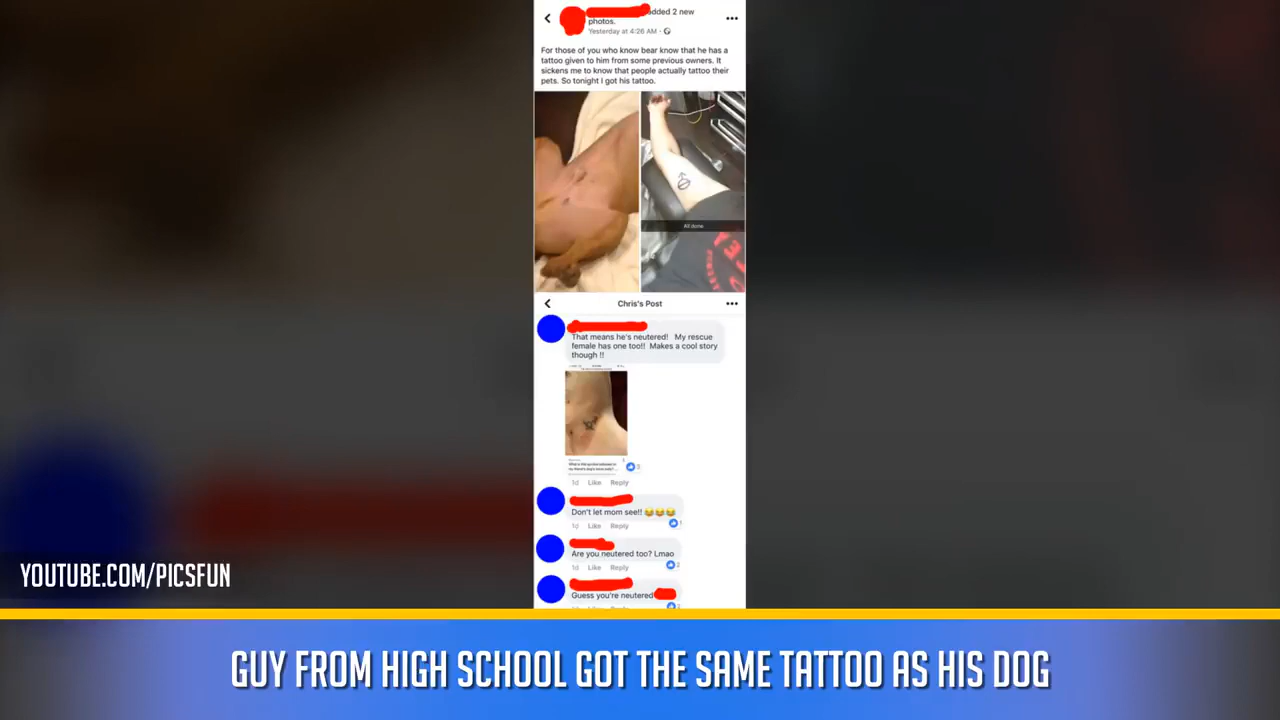 added 2 new
photos.
Yesterday at 4:26 AM ·
For those of you who know bear know that he has a
tattoo given to him from some previous owners. It
sickens me to know that people actually tattoo their
pets. So tonight I got his tattoo.
All done
Chris's Post
That means he's neutered! My rescue
female has one too!! Makes a cool story
though !!
3
1d Like Reply
Don't let mom see!! 😂😂😂
1
1d Like Reply
Are you neutered too? Lmao
2
1d Like Reply
Guess you're neutered
YOUTUBE.COM/PICSFUN
GUY FROM HIGH SCHOOL GOT THE SAME TATTOO AS HIS DOG